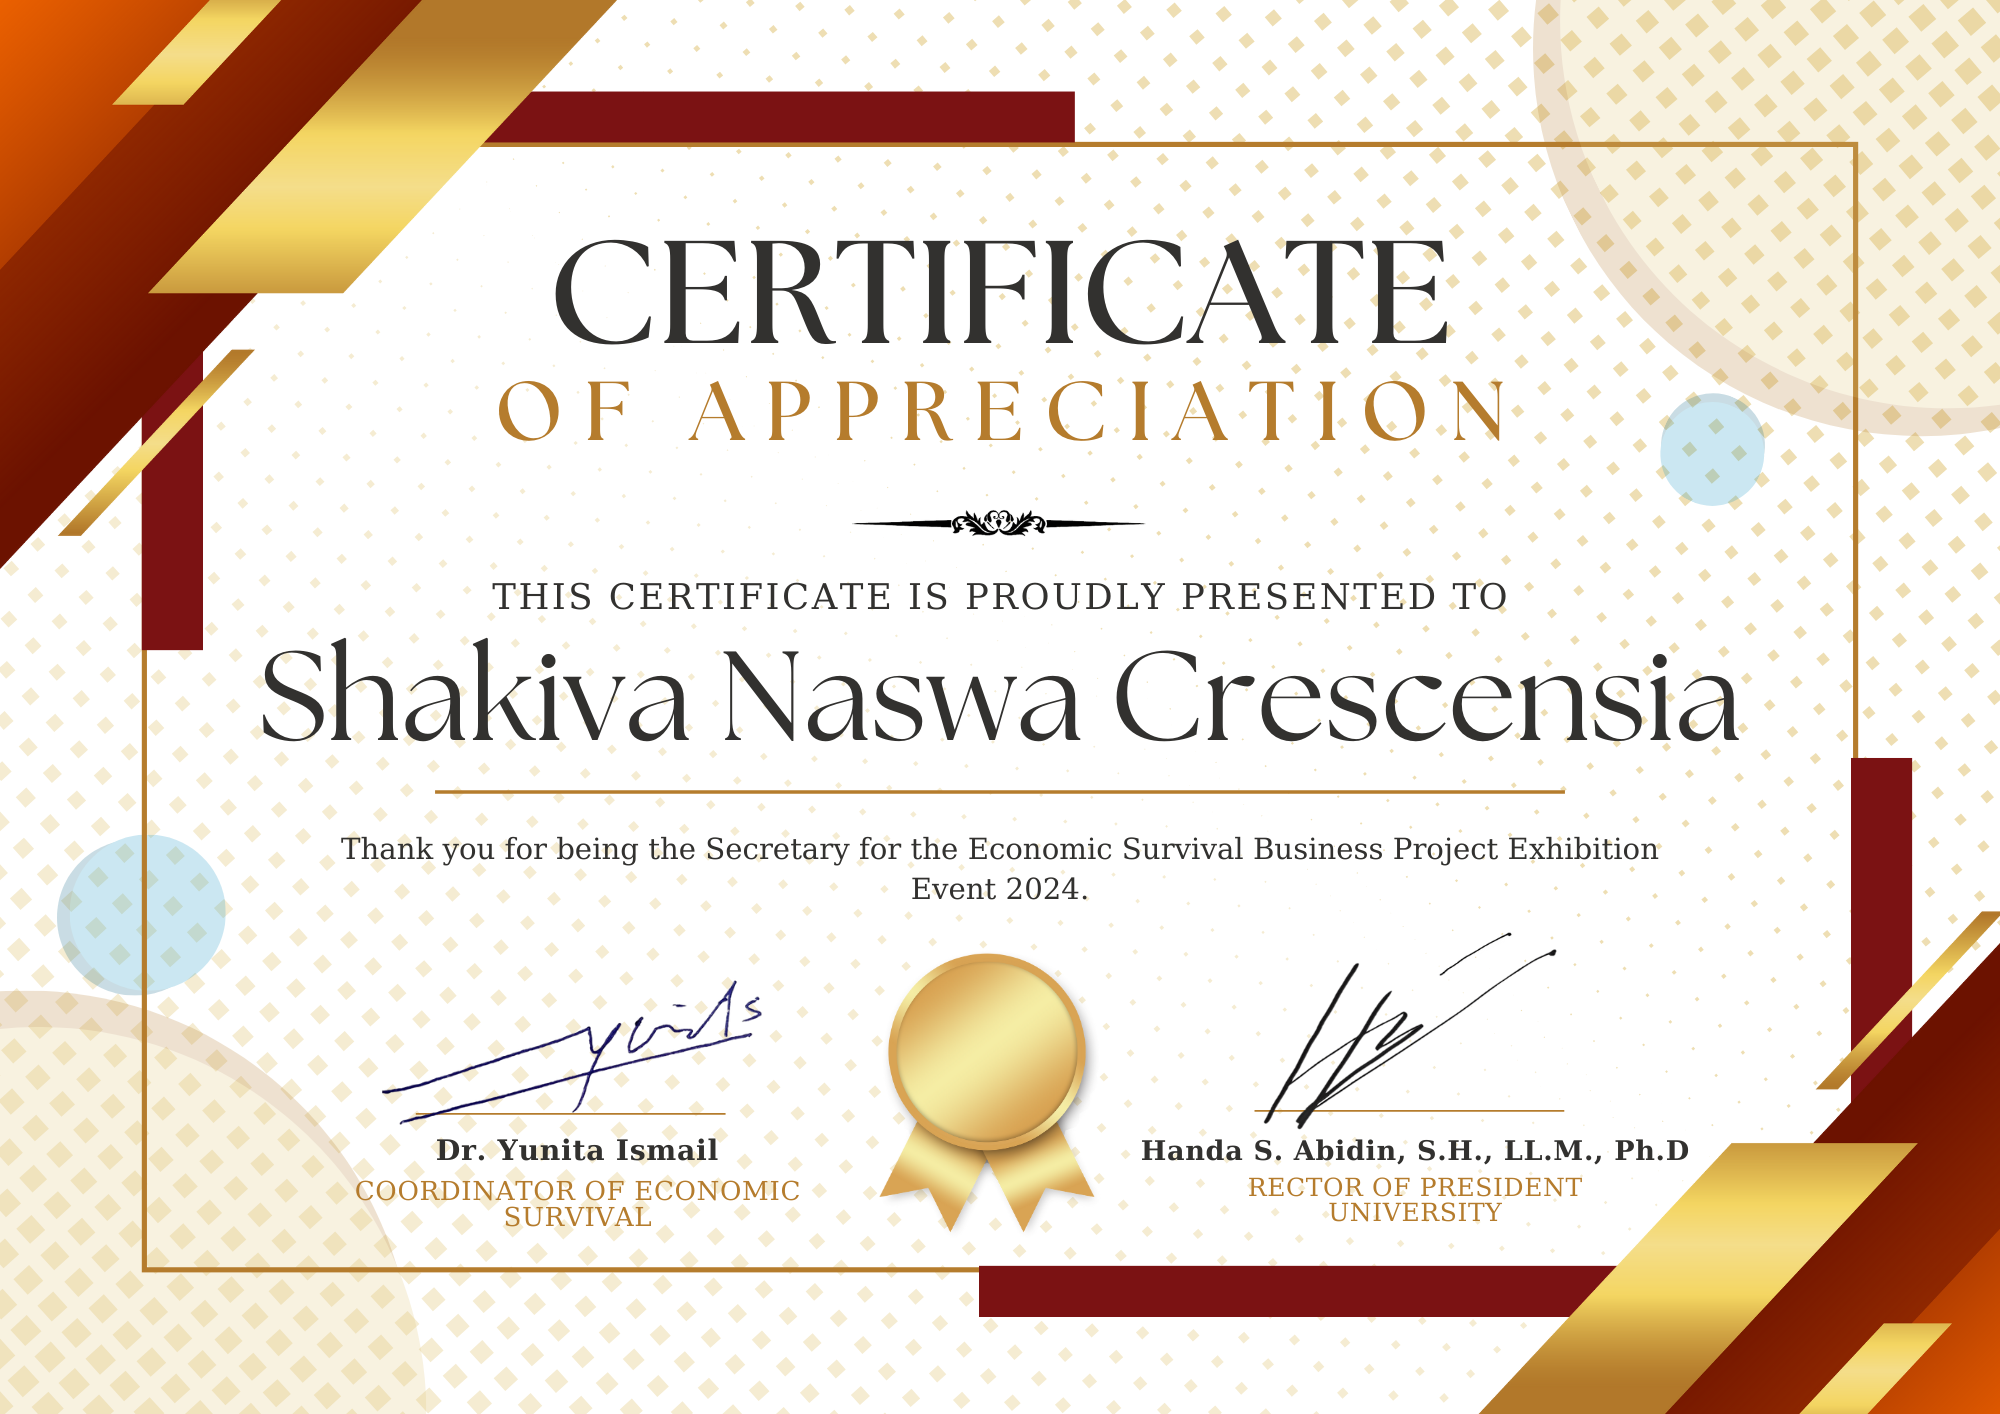 CERTIFICATE
OF APPRECIATION
THIS CERTIFICATE IS PROUDLY PRESENTED TO
Shakiva Naswa Crescensia
Thank you for being the Secretary for the Economic Survival Business Project Exhibition
Event 2024.
Dr. Yunita Ismail
COORDINATOR OF ECONOMIC
SURVIVAL
Handa S. Abidin, S.H., LL.M., Ph.D
RECTOR OF PRESIDENT
UNIVERSITY